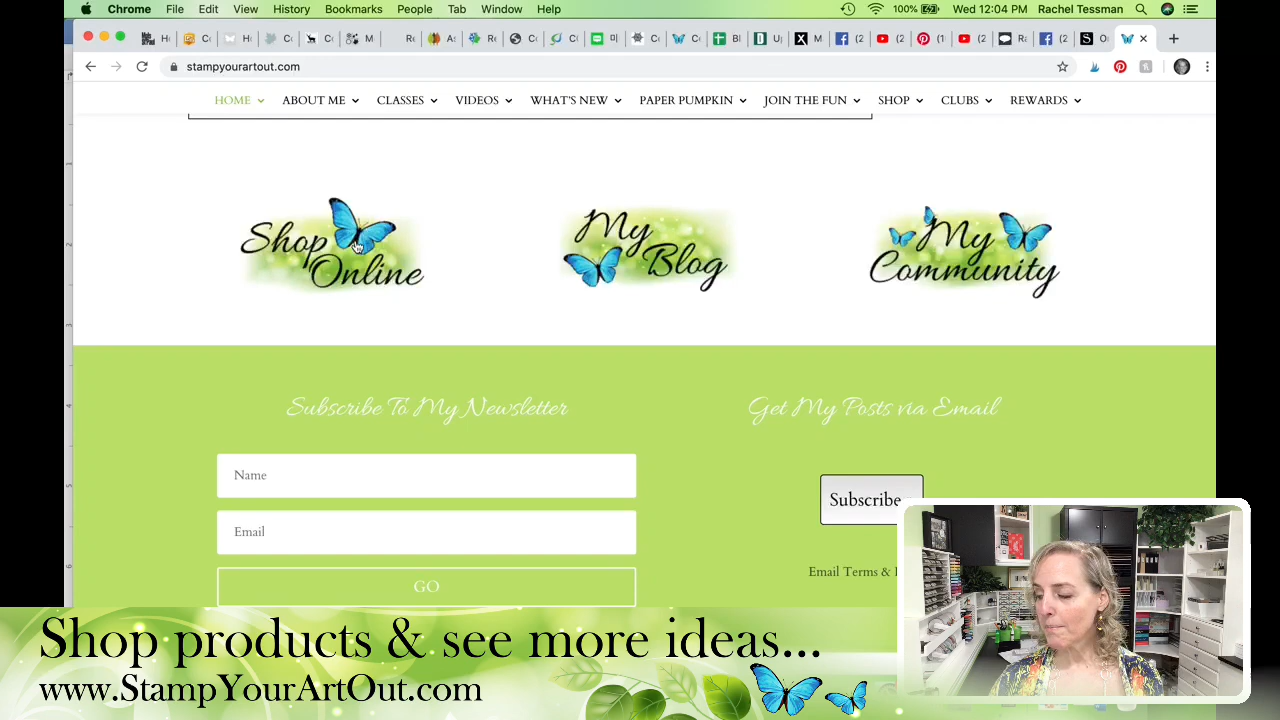 Chrome File Edit View History Bookmarks People Tab Window Help 100% Wed 12:04 PM Rachel Tessman
stampyourartout.com
HOME ABOUT ME CLASSES VIDEOS WHAT'S NEW PAPER PUMPKIN JOIN THE FUN SHOP CLUBS REWARDS
Shop Online
My Blog
My Community
Subscribe To My Newsletter
Get My Posts via Email
Name
Subscribe
Email
Email Terms &
GO
Shop products & see more ideas...
www.StampYourArtOut.com